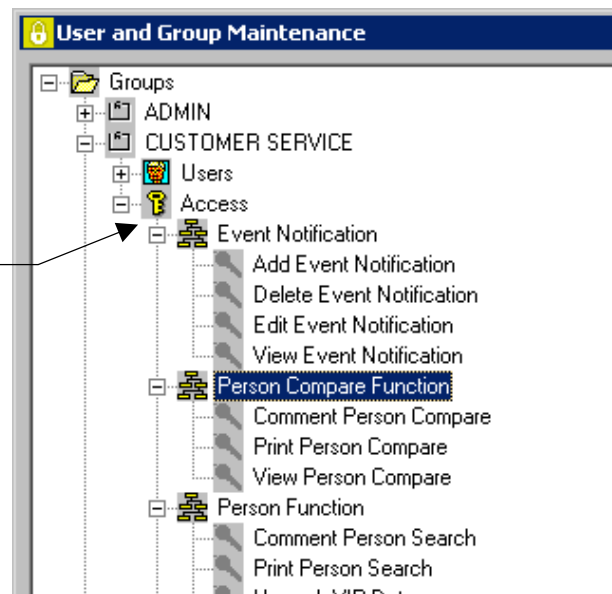 User and Group Maintenance
Groups
ADMIN
CUSTOMER SERVICE
Users
Access
Event Notification
Add Event Notification
Delete Event Notification
Edit Event Notification
View Event Notification
Person Compare Function
Comment Person Compare
Print Person Compare
View Person Compare
Person Function
Comment Person Search
Print Person Search